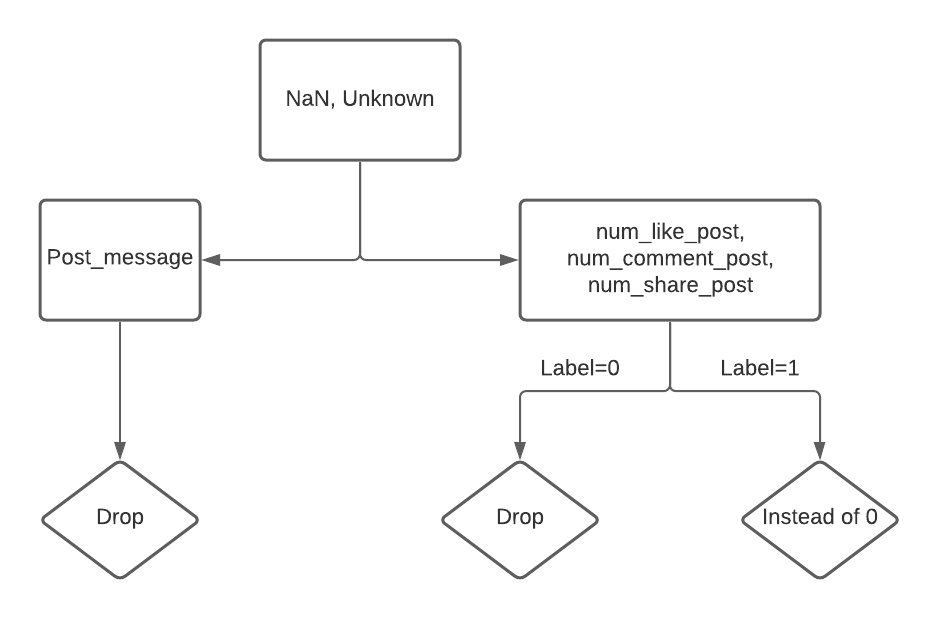 NaN, Unknown
Post_message
num_like_post,
num_comment_post,
num_share_post
Label=0
Label=1
Drop
Drop
Instead of 0